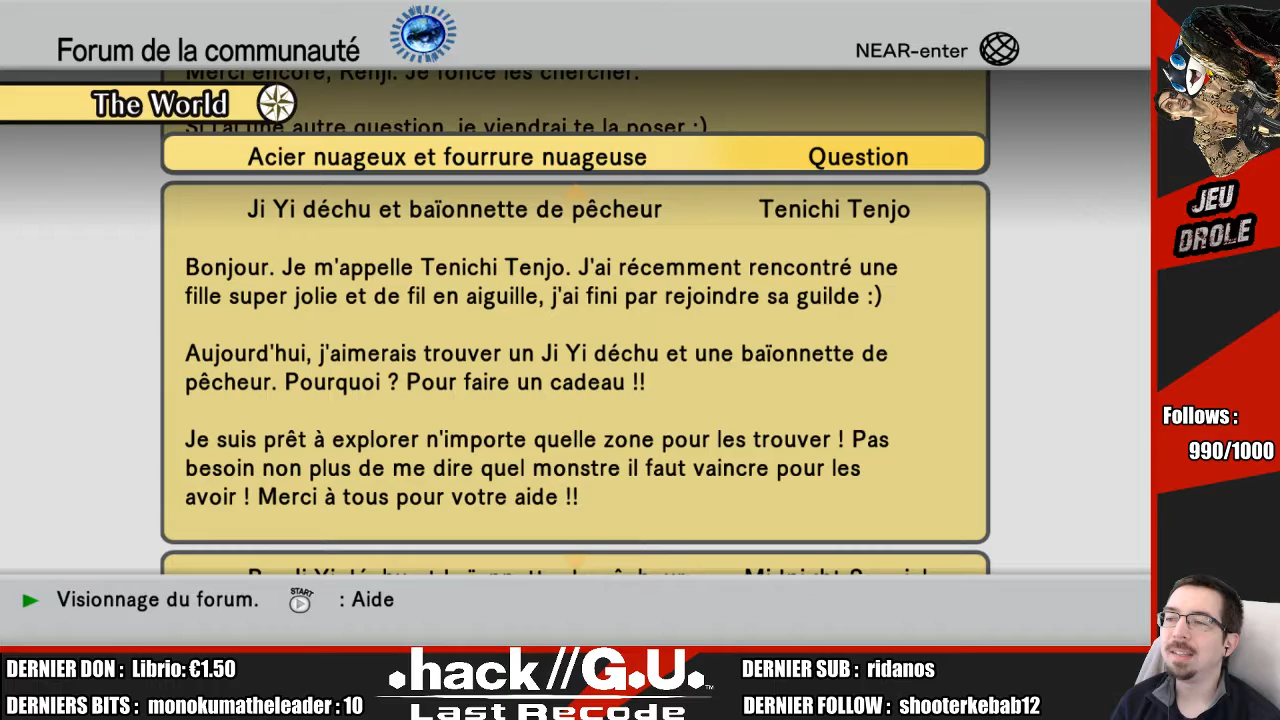 Forum de la communauté
NEAR-enter
Merci encore, Renji. Je fonce les chercher.
The World
Si j'ai une autre question, je viendrai te la poser :)
Acier nuageux et fourrure nuageuse Question
Ji Yi déchu et baïonnette de pêcheur Tenichi Tenjo
Bonjour. Je m'appelle Tenichi Tenjo. J'ai récemment rencontré une
fille super jolie et de fil en aiguille, j'ai fini par rejoindre sa guilde :)
Aujourd'hui, j'aimerais trouver un Ji Yi déchu et une baïonnette de
pêcheur. Pourquoi ? Pour faire un cadeau !!
Je suis prêt à explorer n'importe quelle zone pour les trouver ! Pas
besoin non plus de me dire quel monstre il faut vaincre pour les
avoir ! Merci à tous pour votre aide !!
Visionnage du forum. START : Aide
JEU
DROLE
Follows :
990/1000
DERNIER DON : Librio: €1.50
DERNIERS BITS : monokumatheleader : 10
.hack//G.U.™
Last Recode
DERNIER SUB : ridanos
DERNIER FOLLOW : shooterkebab12